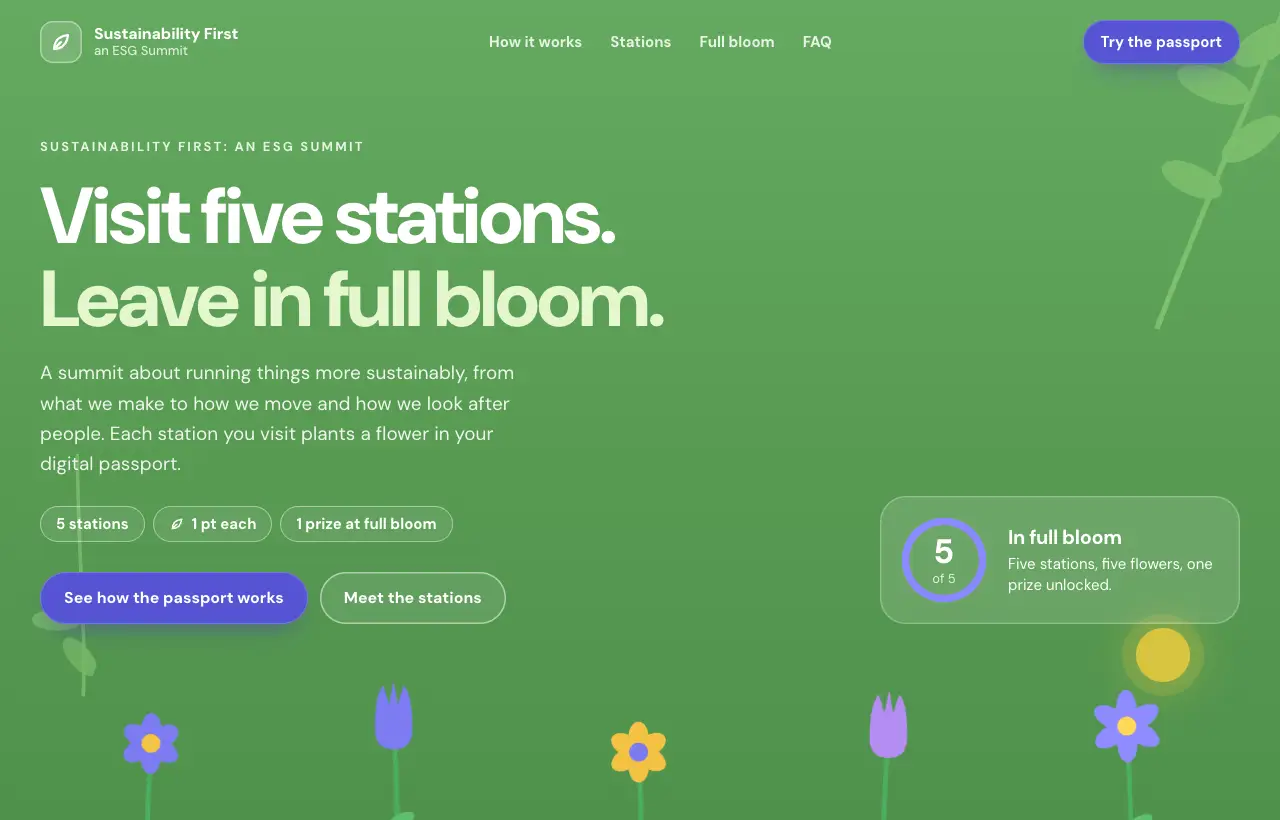 Sustainability First
an ESG Summit
How it works
Stations
Full bloom
FAQ
Try the passport
SUSTAINABILITY FIRST: AN ESG SUMMIT
Visit five stations.
Leave in full bloom.
A summit about running things more sustainably, from
what we make to how we move and how we look after
people. Each station you visit plants a flower in your
digital passport.
5 stations
1 pt each
1 prize at full bloom
See how the passport works
Meet the stations
5
of 5
In full bloom
Five stations, five flowers, one
prize unlocked.